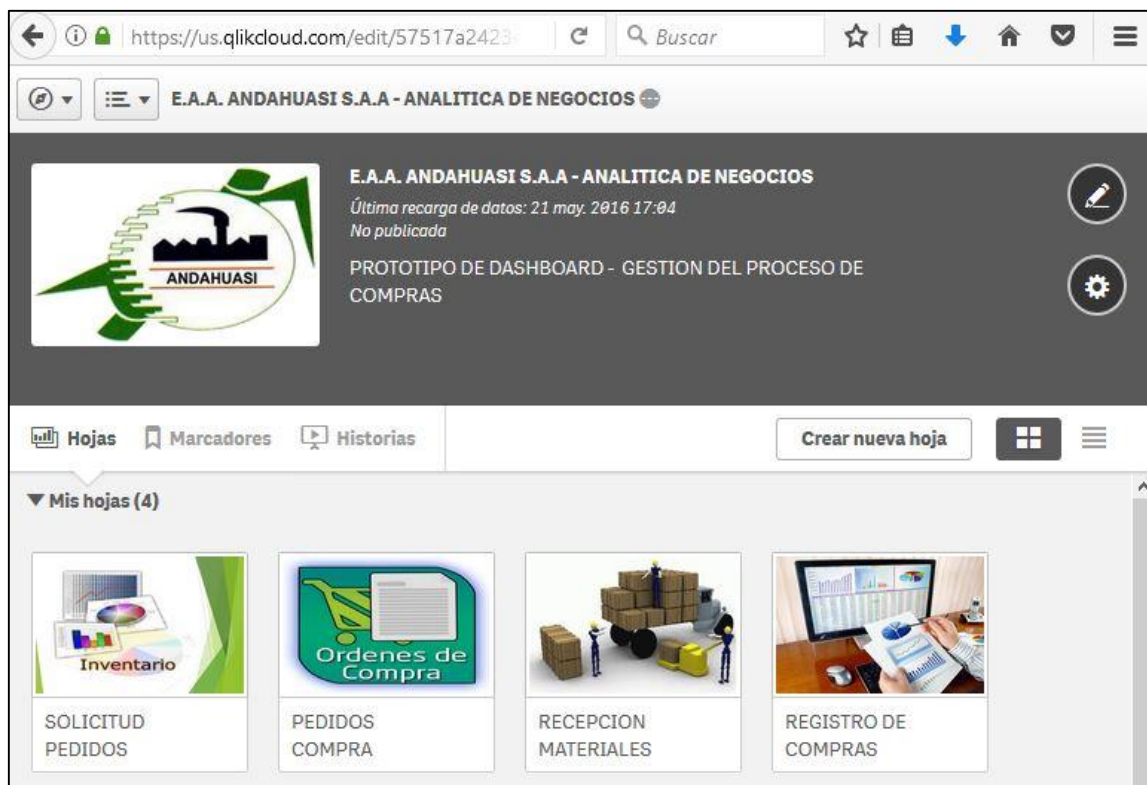 https://us.qlikcloud.com/edit/57517a2423
Buscar
E.A.A. ANDAHUASI S.A.A - ANALITICA DE NEGOCIOS
E.A.A. ANDAHUASI S.A.A - ANALITICA DE NEGOCIOS
Última recarga de datos: 21 may. 2016 17:04
No publicada
PROTOTIPO DE DASHBOARD - GESTION DEL PROCESO DE
COMPRAS
ANDAHUASI
Hojas
Marcadores
Historias
Crear nueva hoja
Mis hojas (4)
Inventario
Ordenes de
Compra
SOLICITUD
PEDIDOS
PEDIDOS
COMPRA
RECEPCION
MATERIALES
REGISTRO DE
COMPRAS